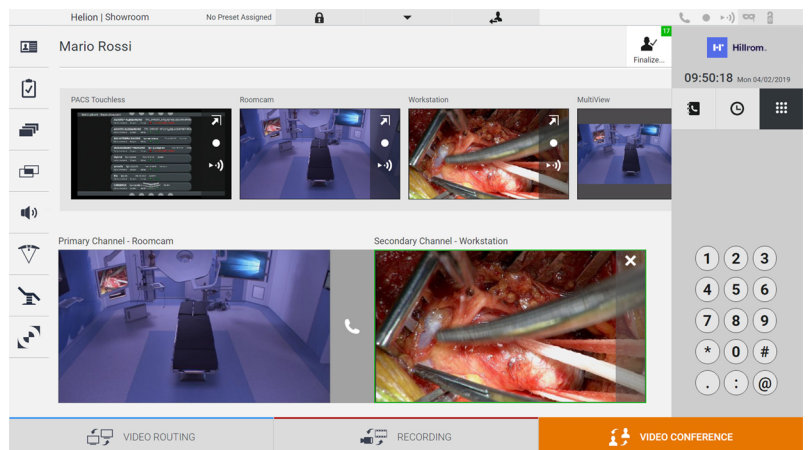 Helion | Showroom
No Preset Assigned
Mario Rossi
17
Finalize...
Hillrom.
09:50:18 Mon 04/02/2019
PACS Touchless
Roomcam
Workstation
MultiView
Primary Channel - Roomcam
Secondary Channel - Workstation
1 2 3
4 5 6
7 8 9
* 0 #
. : @
VIDEO ROUTING
RECORDING
VIDEO CONFERENCE